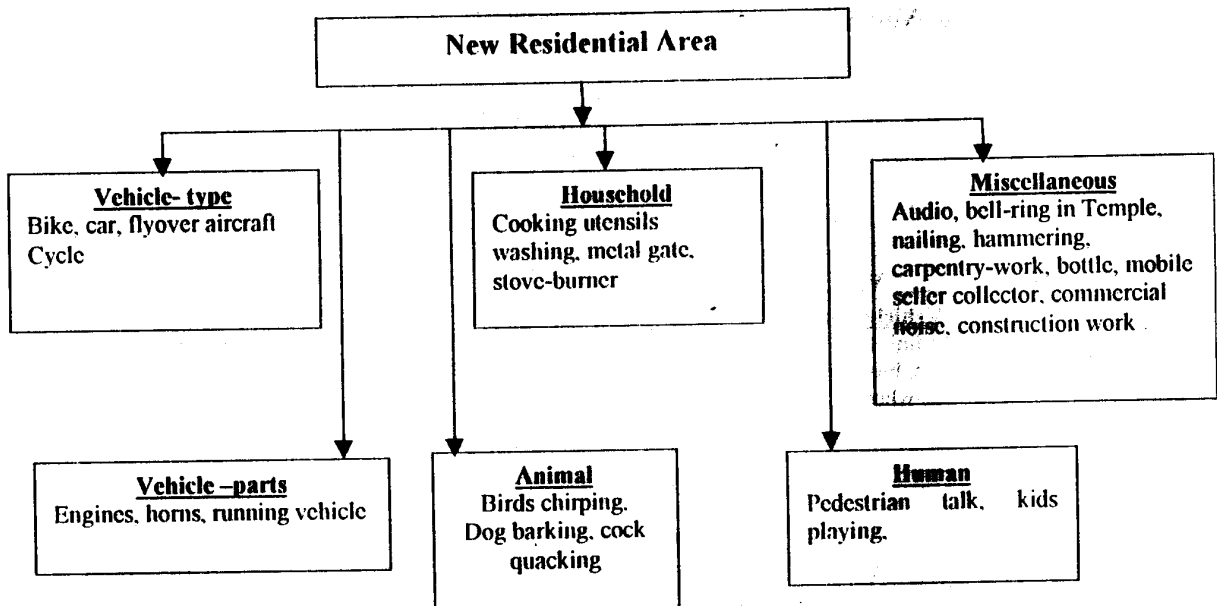 New Residential Area
Vehicle- type
Bike, car, flyover aircraft
Cycle
Household
Cooking utensils
washing, metal gate,
stove-burner
Miscellaneous
Audio, bell-ring in Temple,
nailing, hammering,
carpentry-work, bottle, mobile
seller collector, commercial
noise, construction work
Vehicle –parts
Engines, horns, running vehicle
Animal
Birds chirping,
Dog barking, cock
quacking
Human
Pedestrian talk, kids
playing,